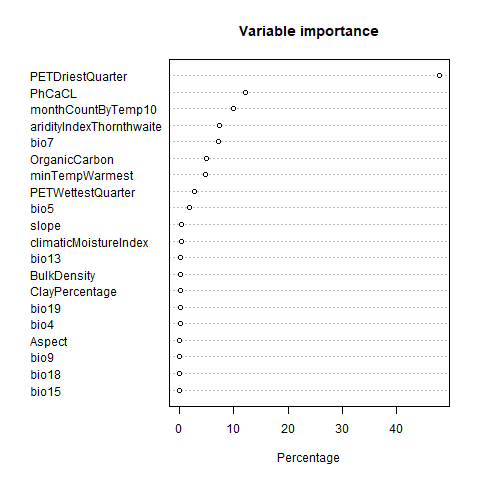 Variable importance
PETDriestQuarter
PhCaCL
monthCountByTemp10
aridityIndexThornthwaite
bio7
OrganicCarbon
minTempWarmest
PETWettestQuarter
bio5
slope
climaticMoistureIndex
bio13
BulkDensity
ClayPercentage
bio19
bio4
Aspect
bio9
bio18
bio15
0 10 20 30 40
Percentage